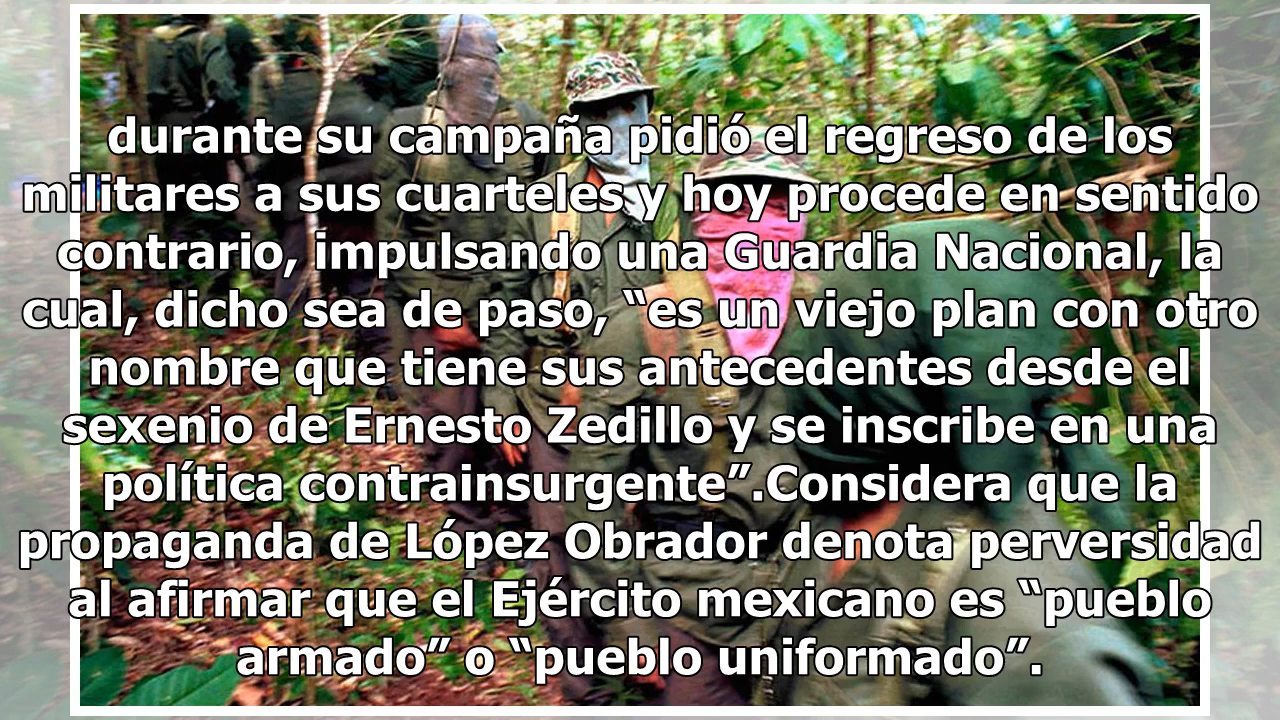 durante su campaña pidió el regreso de los
militares a sus cuarteles y hoy procede en sentido
contrario, impulsando una Guardia Nacional, la
cual, dicho sea de paso, “es un viejo plan con otro
nombre que tiene sus antecedentes desde el
sexenio de Ernesto Zedillo y se inscribe en una
política contrainsurgente”.Considera que la
propaganda de López Obrador denota perversidad
al afirmar que el Ejército mexicano es “pueblo
armado” o “pueblo uniformado”.